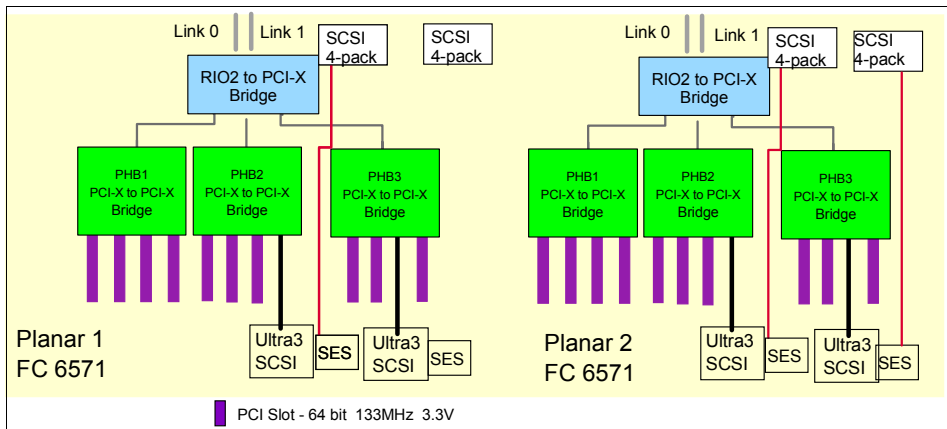 Link 0
Link 1
SCSI
4-pack
SCSI
4-pack
RIO2 to PCI-X
Bridge
PHB1
PCI-X to PCI-X
Bridge
PHB2
PCI-X to PCI-X
Bridge
PHB3
PCI-X to PCI-X
Bridge
Planar 1
FC 6571
Ultra3
SCSI
SES
Ultra3
SCSI
SES
Link 0
Link 1
SCSI
4-pack
SCSI
4-pack
RIO2 to PCI-X
Bridge
PHB1
PCI-X to PCI-X
Bridge
PHB2
PCI-X to PCI-X
Bridge
PHB3
PCI-X to PCI-X
Bridge
Planar 2
FC 6571
Ultra3
SCSI
SES
Ultra3
SCSI
SES
PCI Slot - 64 bit 133MHz 3.3V